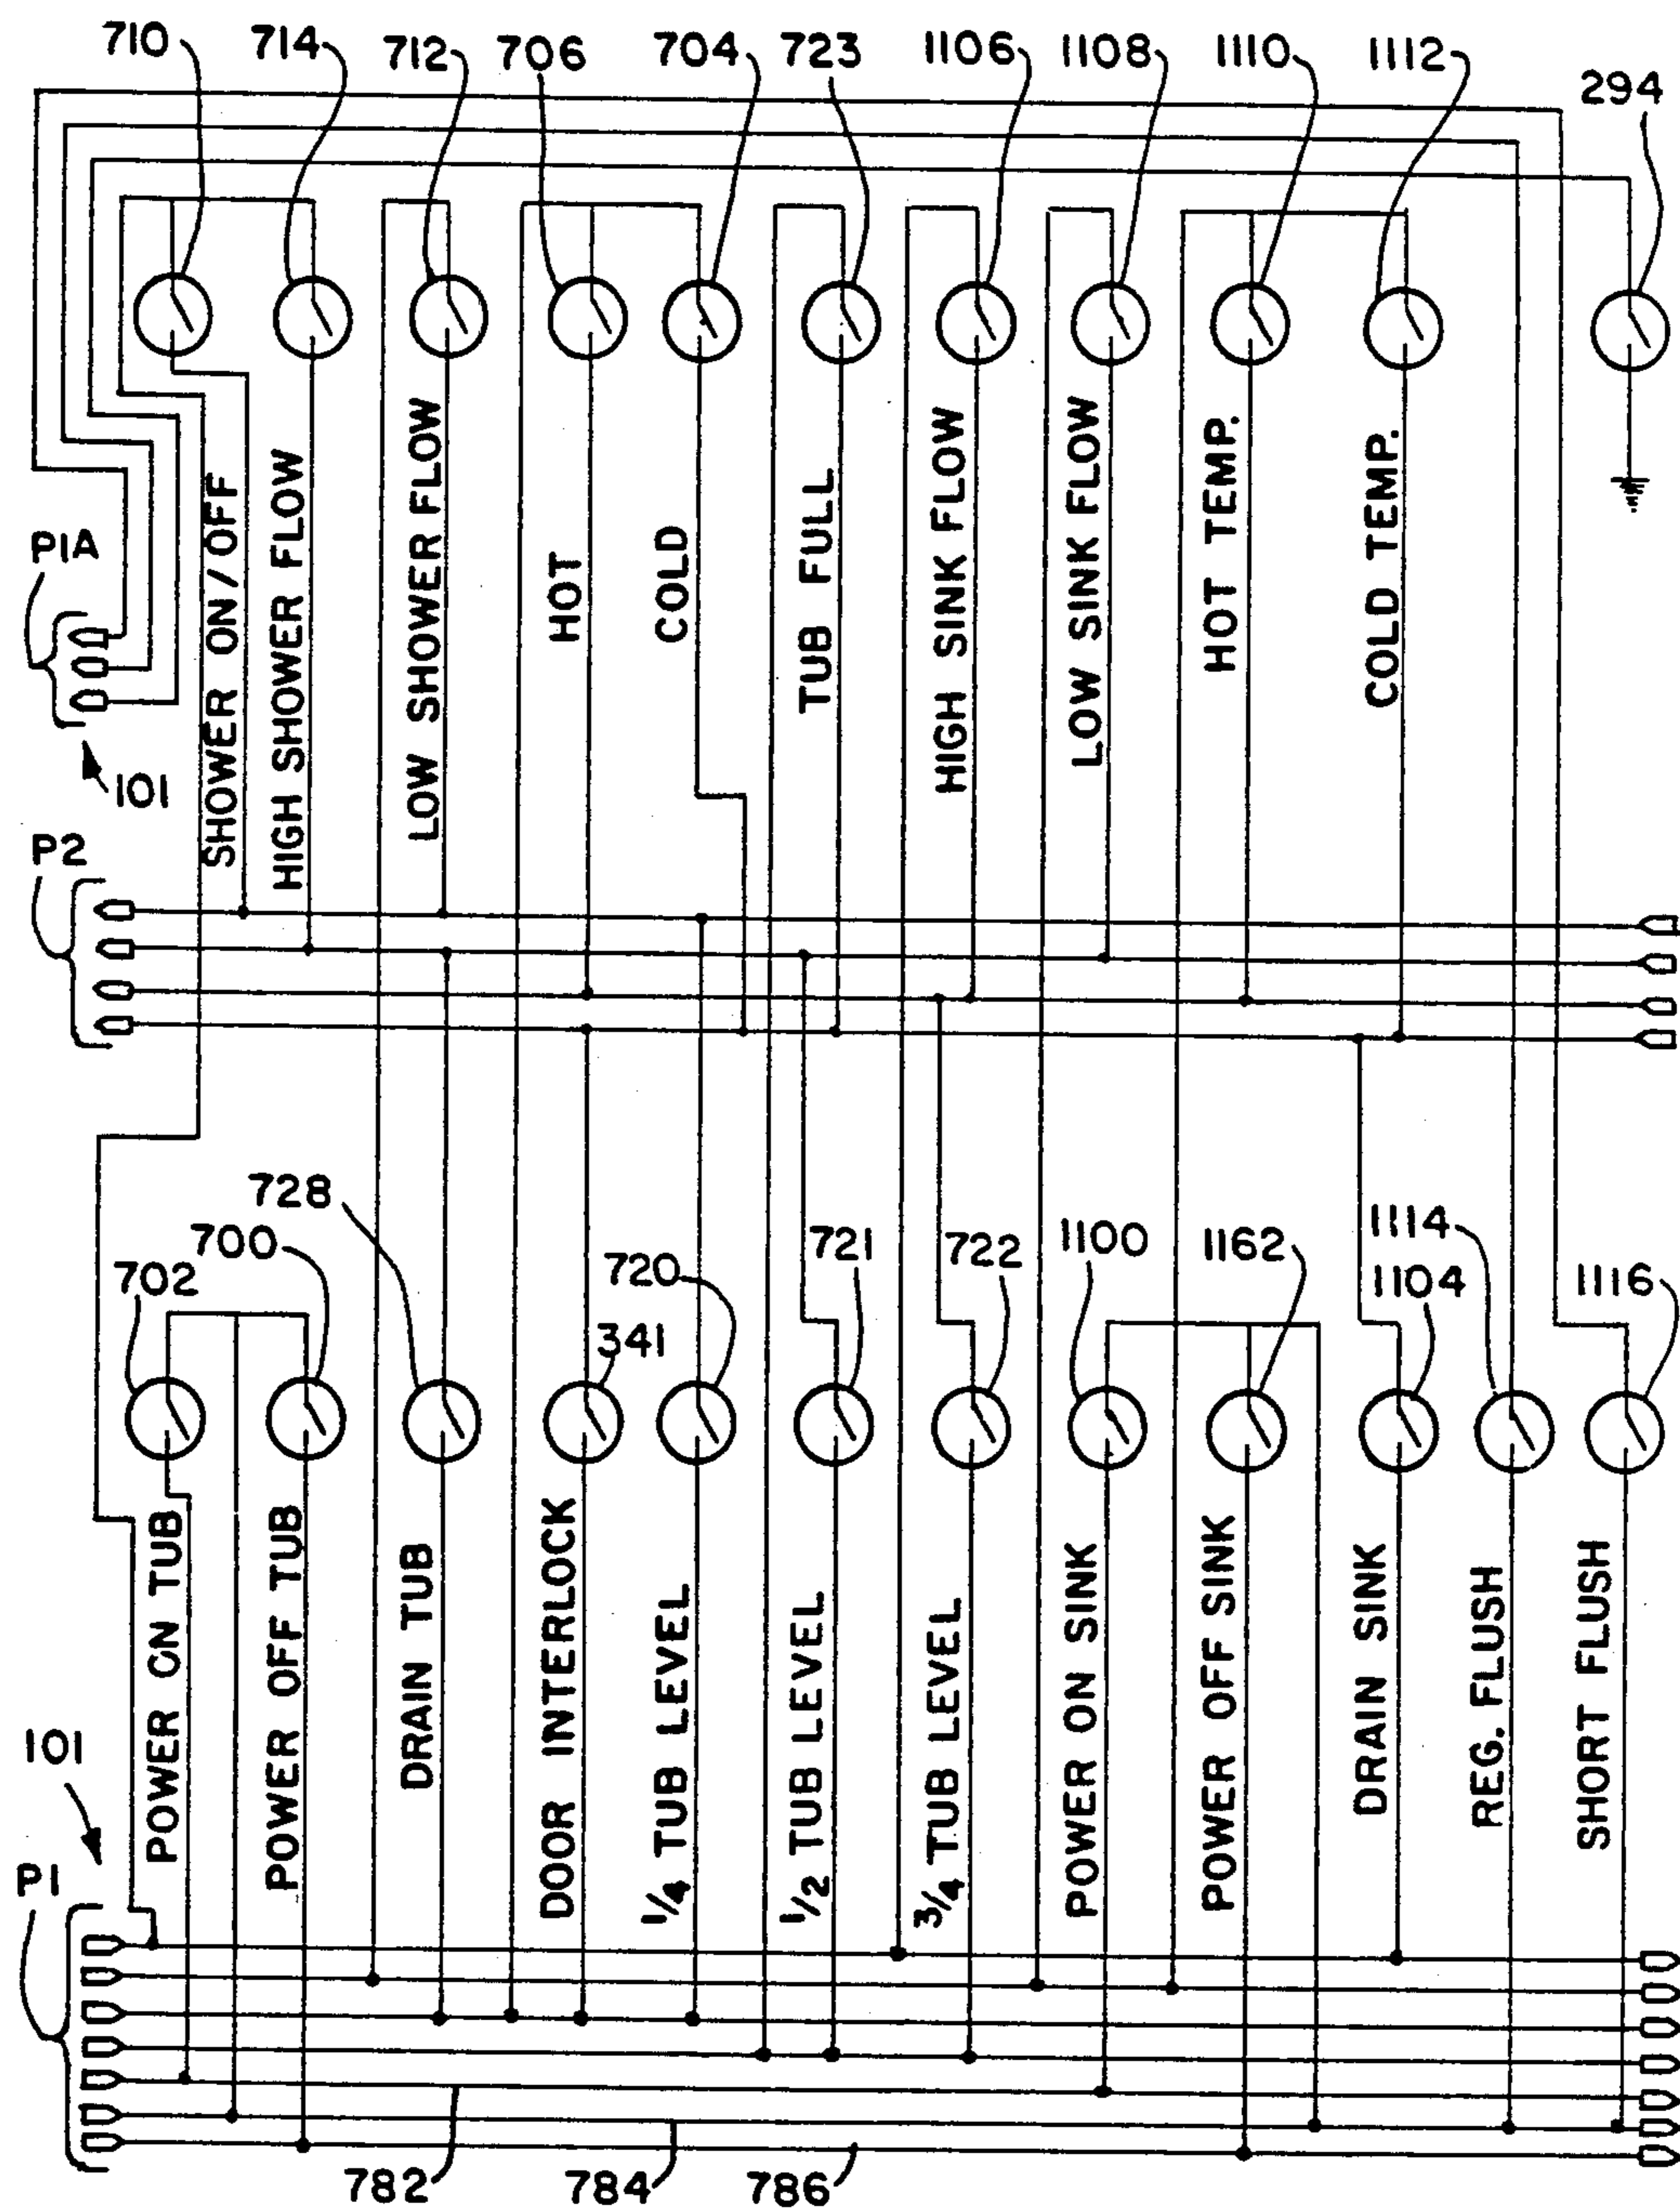 710 714 712 706 704 723 1106 1108 1110 1112 294
SHOWER ON / OFF
HIGH SHOWER FLOW
LOW SHOWER FLOW
HOT
COLD
TUB FULL
HIGH SINK FLOW
LOW SINK FLOW
HOT TEMP.
COLD TEMP.
P1A
101
P2
728 700 702 341 720 721 722 1100 1162 1114 1104 1116
POWER ON TUB
POWER OFF TUB
DRAIN TUB
DOOR INTERLOCK
1/4 TUB LEVEL
1/2 TUB LEVEL
3/4 TUB LEVEL
POWER ON SINK
POWER OFF SINK
DRAIN SINK
REG. FLUSH
SHORT FLUSH
101
P1
782 784 786